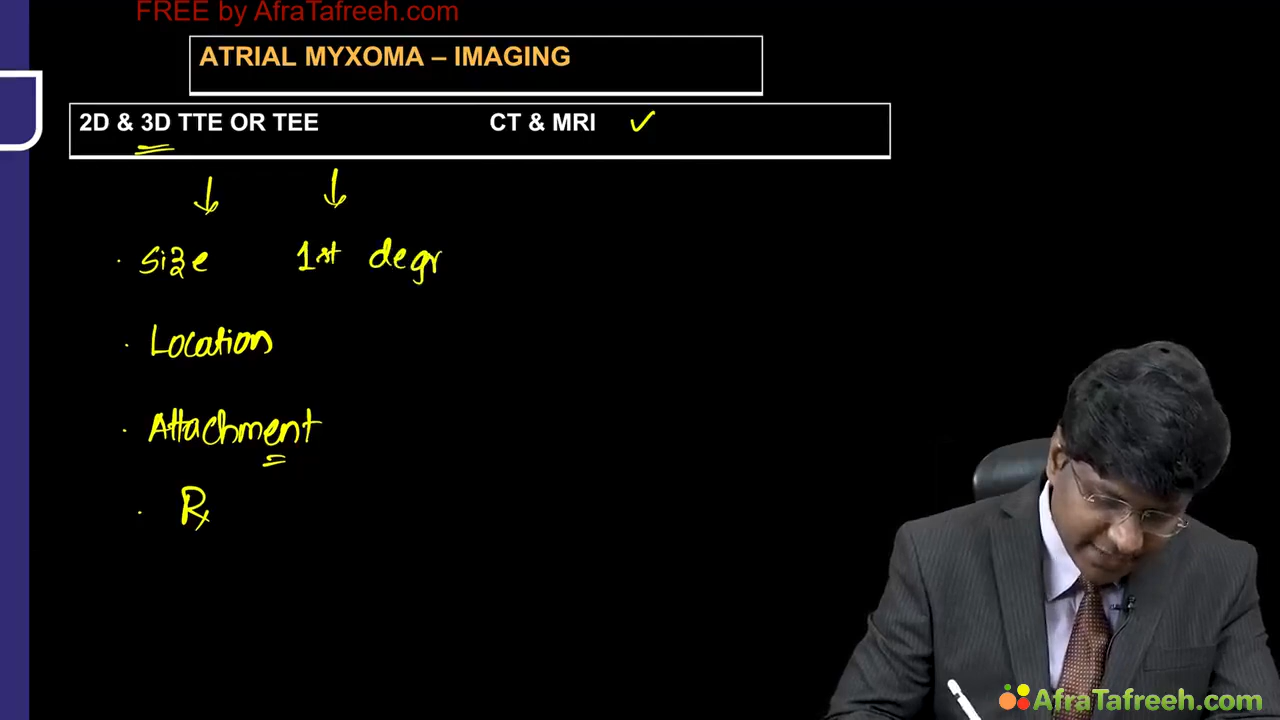 FREE by AfraTafreeh.com
ATRIAL MYXOMA – IMAGING
2D & 3D TTE OR TEE CT & MRI ✓
· Size 1st degr
· Location
· Attachment
· Rx
AfraTafreeh.com